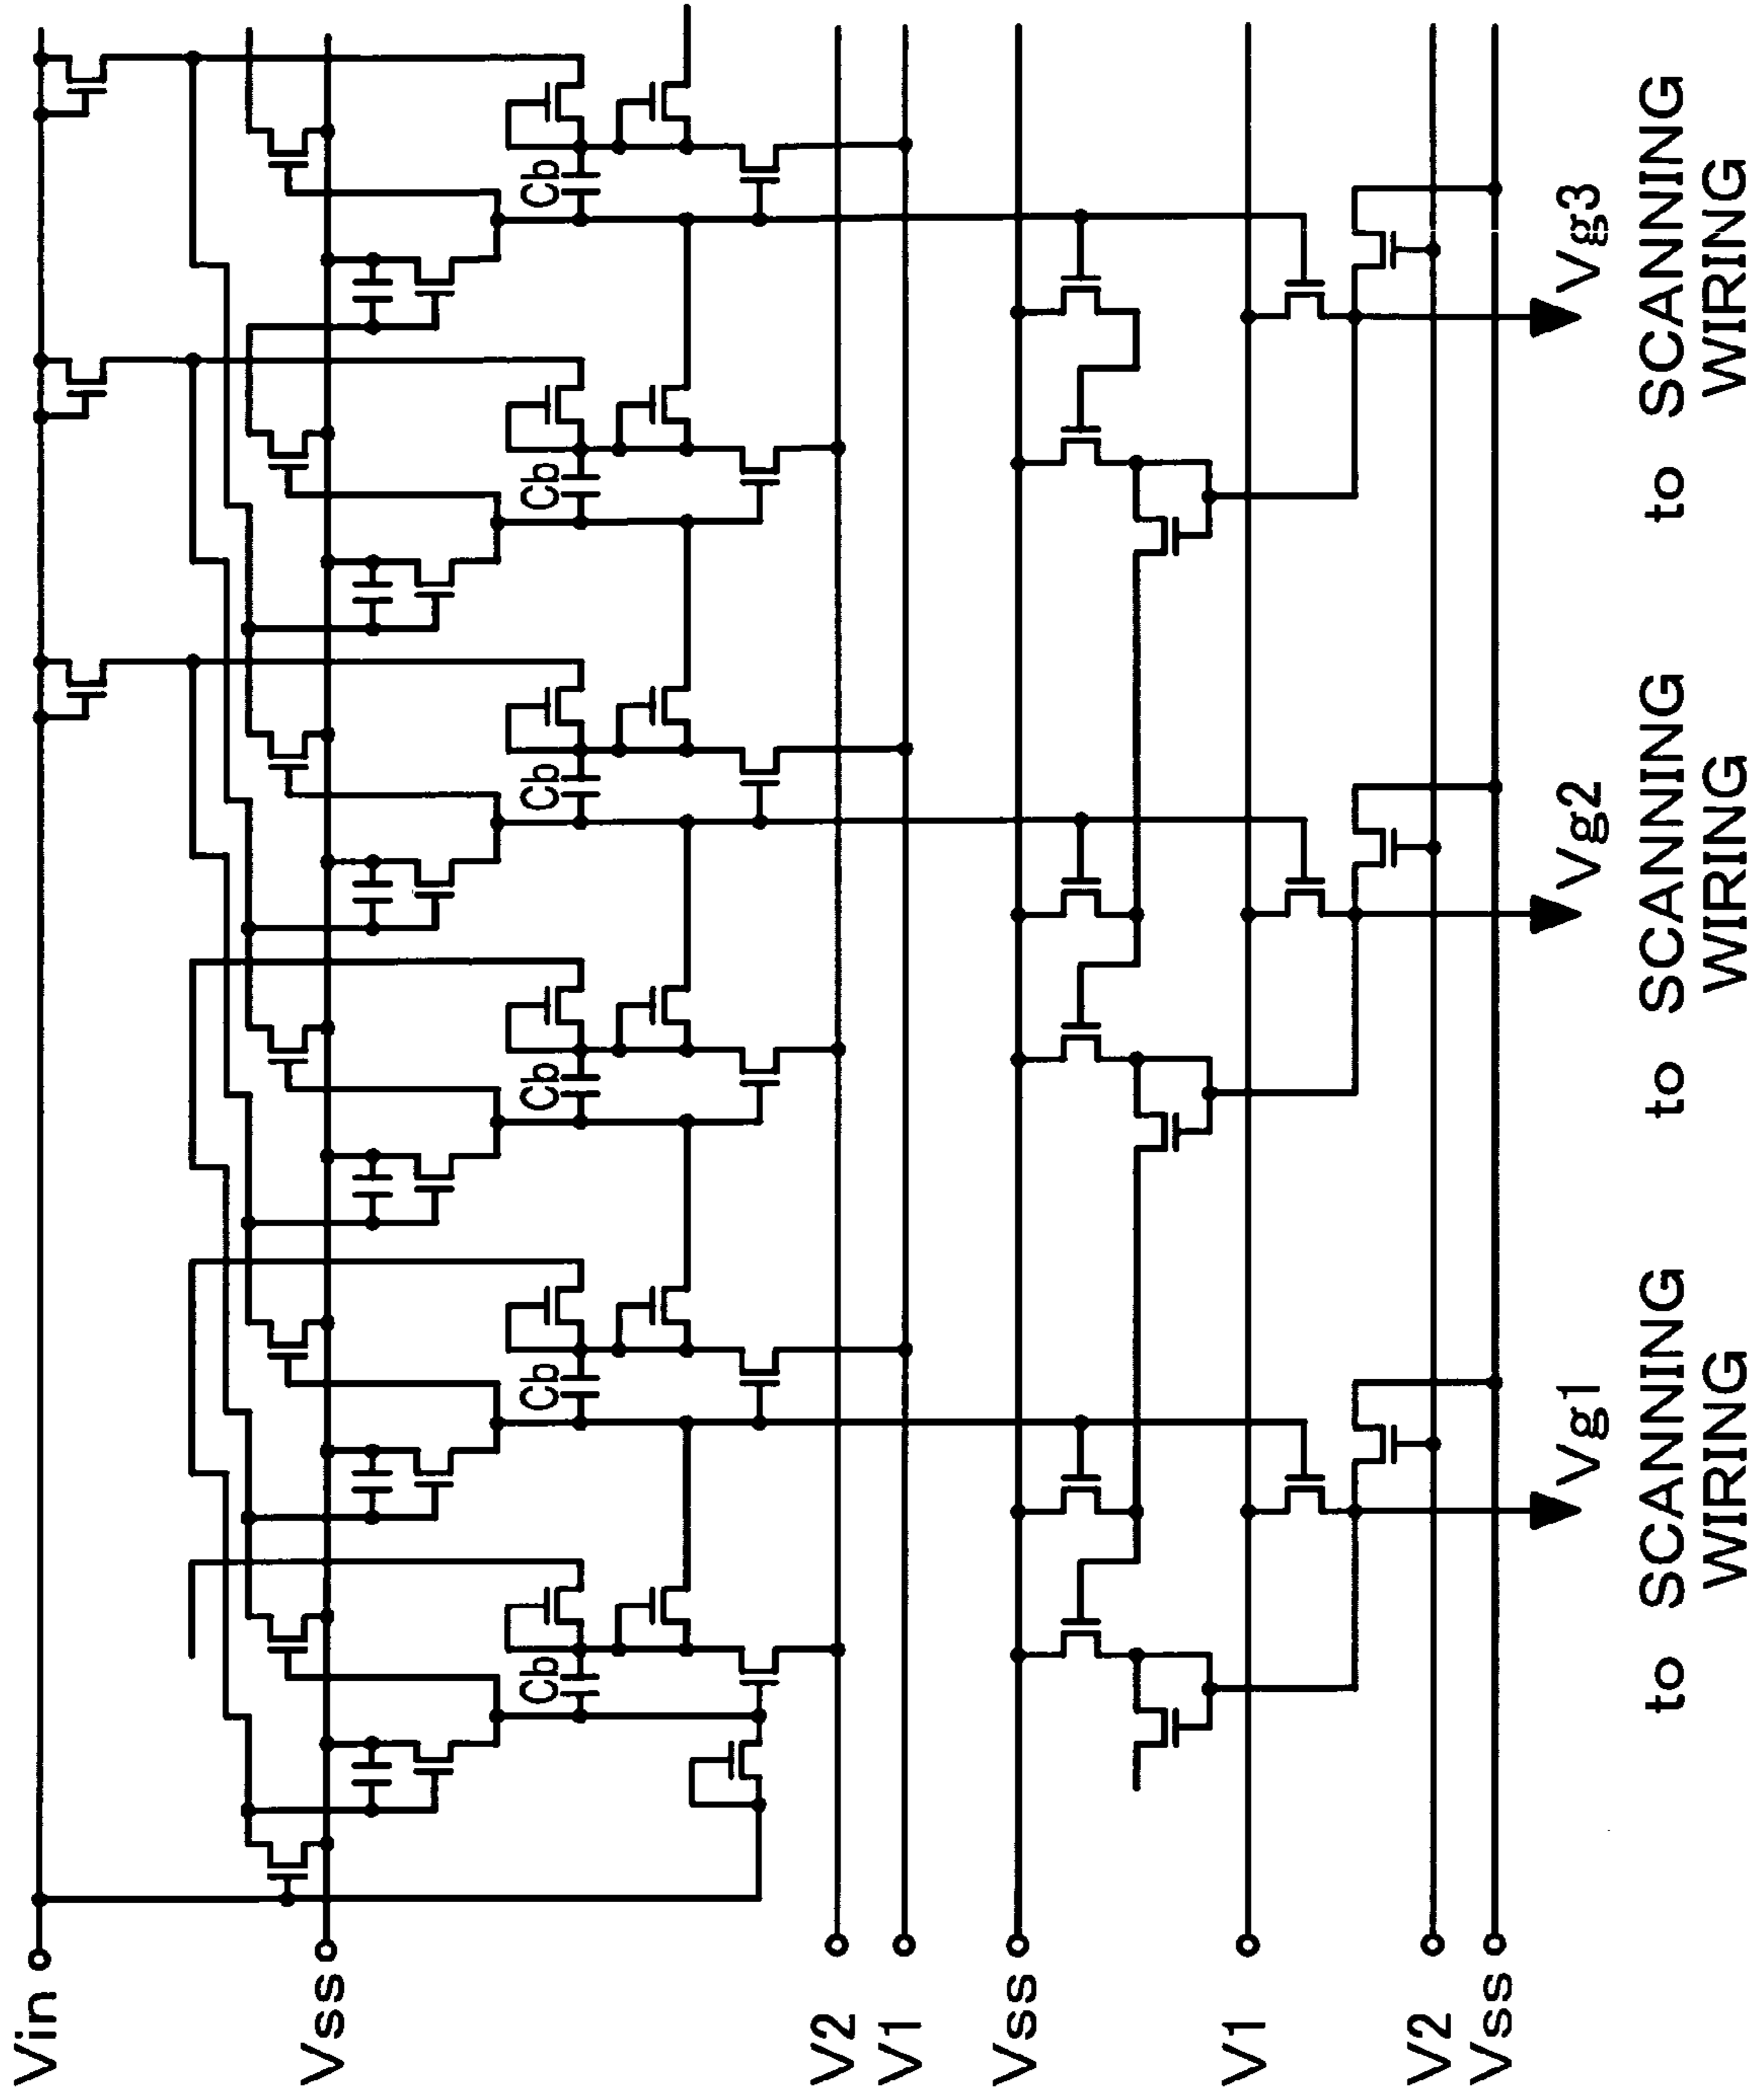 Vin
Vss
V2
V1
Vss
V1
V2
Vss
Cb
Cb
Cb
Cb
Cb
Cb
Vg1
to SCANNING
WIRING
Vg2
to SCANNING
WIRING
Vg3
to SCANNING
WIRING